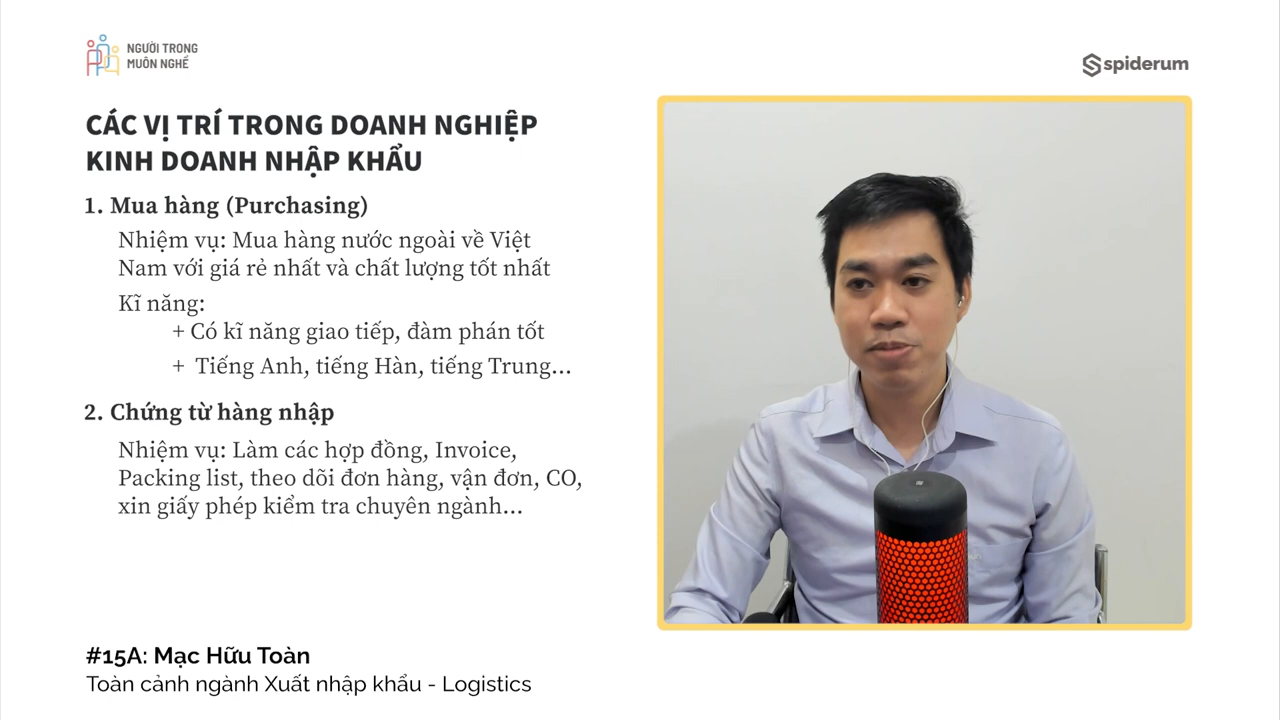 NGƯỜI TRONG
MUÔN NGHỀ
spiderum
CÁC VỊ TRÍ TRONG DOANH NGHIỆP
KINH DOANH NHẬP KHẨU
1. Mua hàng (Purchasing)
Nhiệm vụ: Mua hàng nước ngoài về Việt
Nam với giá rẻ nhất và chất lượng tốt nhất
Kĩ năng:
+ Có kĩ năng giao tiếp, đàm phán tốt
+ Tiếng Anh, tiếng Hàn, tiếng Trung...
2. Chứng từ hàng nhập
Nhiệm vụ: Làm các hợp đồng, Invoice,
Packing list, theo dõi đơn hàng, vận đơn, CO,
xin giấy phép kiểm tra chuyên ngành...
#15A: Mạc Hữu Toàn
Toàn cảnh ngành Xuất nhập khẩu - Logistics